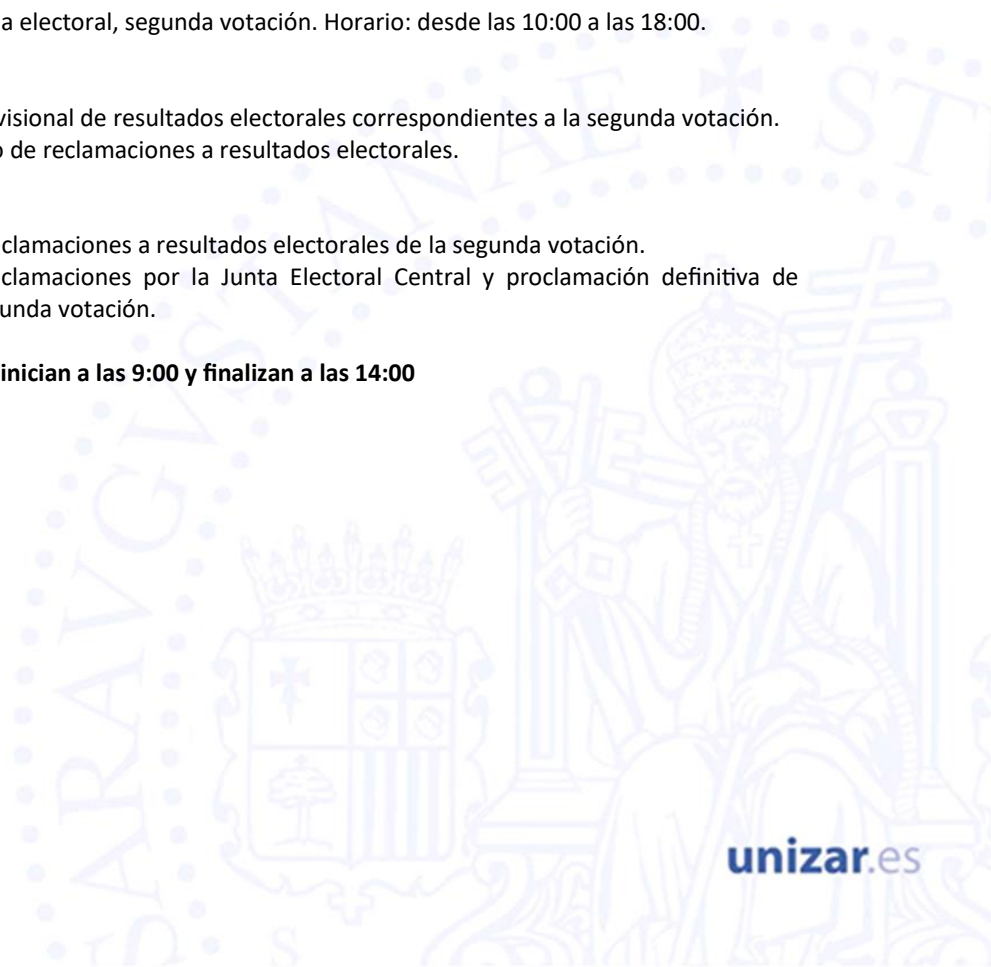 a electoral, segunda votación. Horario: desde las 10:00 a las 18:00.
visional de resultados electorales correspondientes a la segunda votación.
o de reclamaciones a resultados electorales.
clamaciones a resultados electorales de la segunda votación.
clamaciones por la Junta Electoral Central y proclamación definitiva de
unda votación.
inician a las 9:00 y finalizan a las 14:00
SARAVGVSTANAE ST
unizar.es